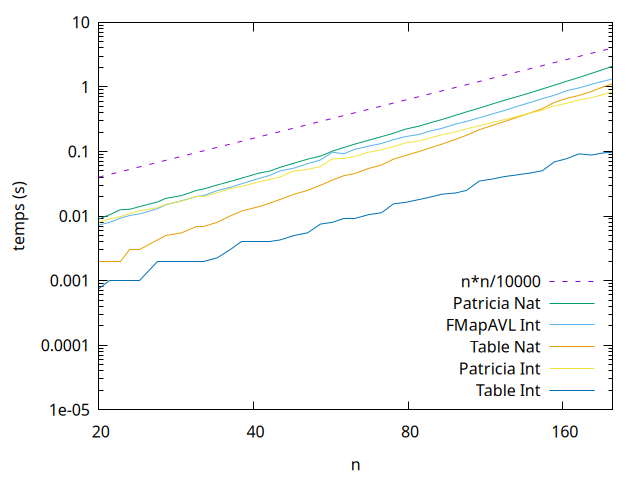 10
1
0.1
0.01
0.001
0.0001
1e-05
temps (s)
n*n/10000
Patricia Nat
FMapAVL Int
Table Nat
Patricia Int
Table Int
20 40 80 160
n